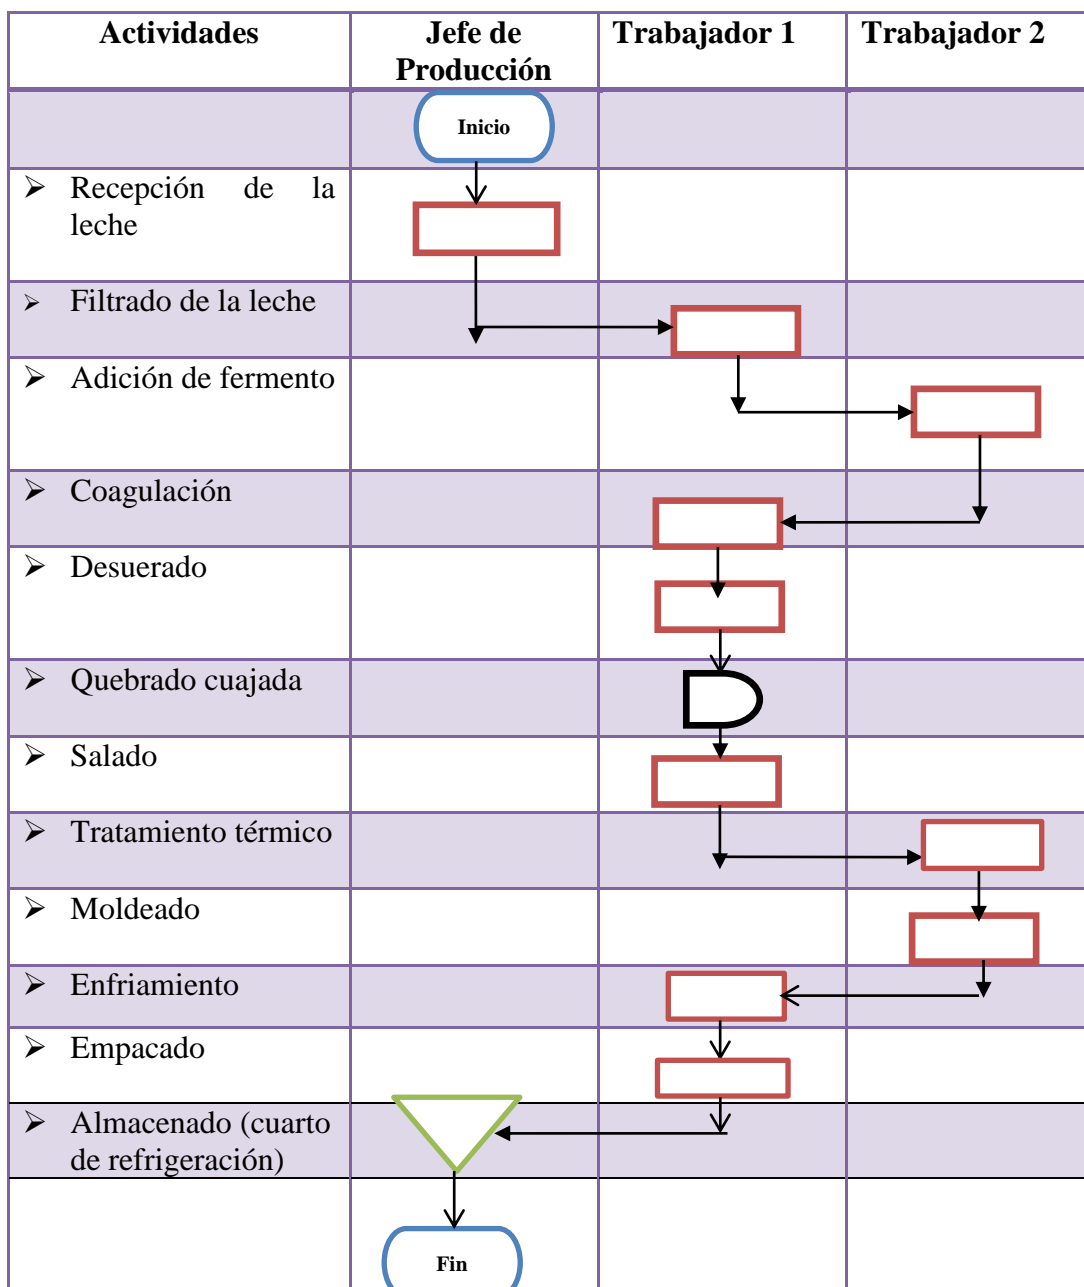 Actividades
Jefe de
Producción
Trabajador 1
Trabajador 2
Inicio
➢ Recepción de la
leche
➢ Filtrado de la leche
➢ Adición de fermento
➢ Coagulación
➢ Desuerado
➢ Quebrado cuajada
➢ Salado
➢ Tratamiento térmico
➢ Moldeado
➢ Enfriamiento
➢ Empacado
➢ Almacenado (cuarto
de refrigeración)
Fin